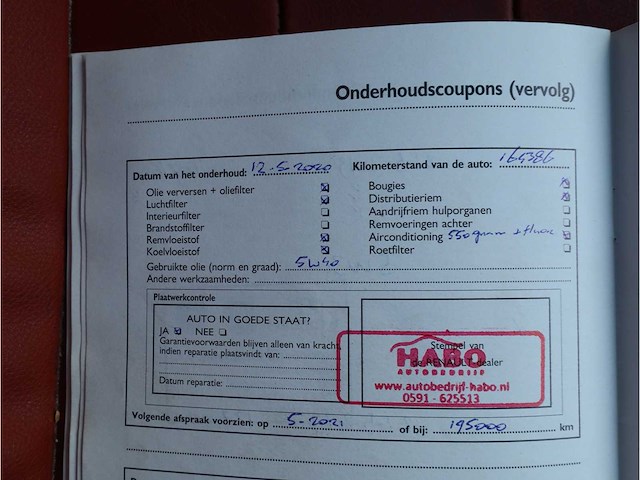 Onderhoudscoupons (vervolg)
Datum van het onderhoud: 12-5-2020 Kilometerstand van de auto: 164386
Olie verversen + oliefilter ☒ Bougies ☒
Luchtfilter ☒ Distributieriem ☒
Interieurfilter ☐ Aandrijfriem hulporganen ☐
Brandstoffilter ☐ Remvoeringen achter ☐
Remvloeistof ☒ Airconditioning 550 gram + fluor ☒
Koelvloeistof ☒ Roetfilter ☐
Gebruikte olie (norm en graad): 5W40
Andere werkzaamheden:
Plaatwerkcontrole
AUTO IN GOEDE STAAT?
JA ☒ NEE ☐
Garantievoorwaarden blijven alleen van kracht,
indien reparatie plaatsvindt van:
Datum reparatie:
Stempel van
de RENAULT-dealer
HABO
AUTOBEDRIJF
www.autobedrijf-habo.nl
0591 - 625513
Volgende afspraak voorzien: op 5-2021 of bij: 195000 km